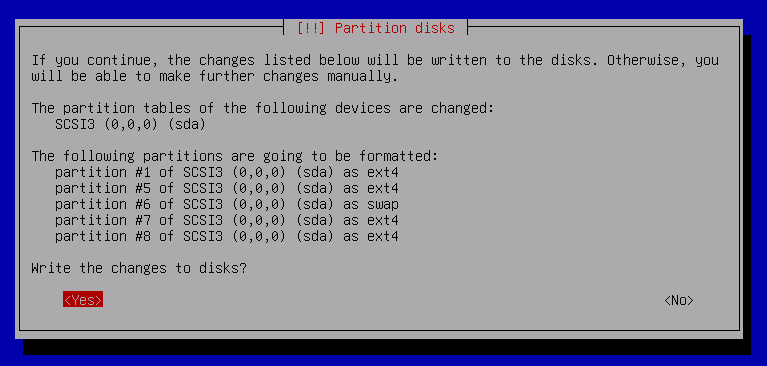 [!!] Partition disks
If you continue, the changes listed below will be written to the disks. Otherwise, you
will be able to make further changes manually.
The partition tables of the following devices are changed:
SCSI3 (0,0,0) (sda)
The following partitions are going to be formatted:
partition #1 of SCSI3 (0,0,0) (sda) as ext4
partition #5 of SCSI3 (0,0,0) (sda) as ext4
partition #6 of SCSI3 (0,0,0) (sda) as swap
partition #7 of SCSI3 (0,0,0) (sda) as ext4
partition #8 of SCSI3 (0,0,0) (sda) as ext4
Write the changes to disks?
<Yes> <No>